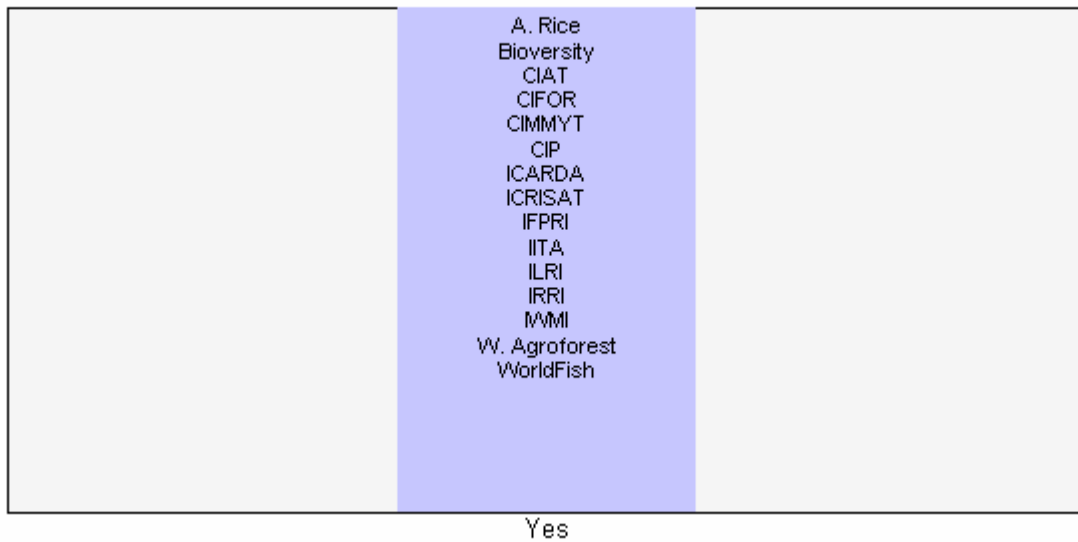 A. Rice
Bioversity
CIAT
CIFOR
CIMMYT
CIP
ICARDA
ICRISAT
IFPRI
IITA
ILRI
IRRI
IWMI
W. Agroforest
WorldFish
Yes